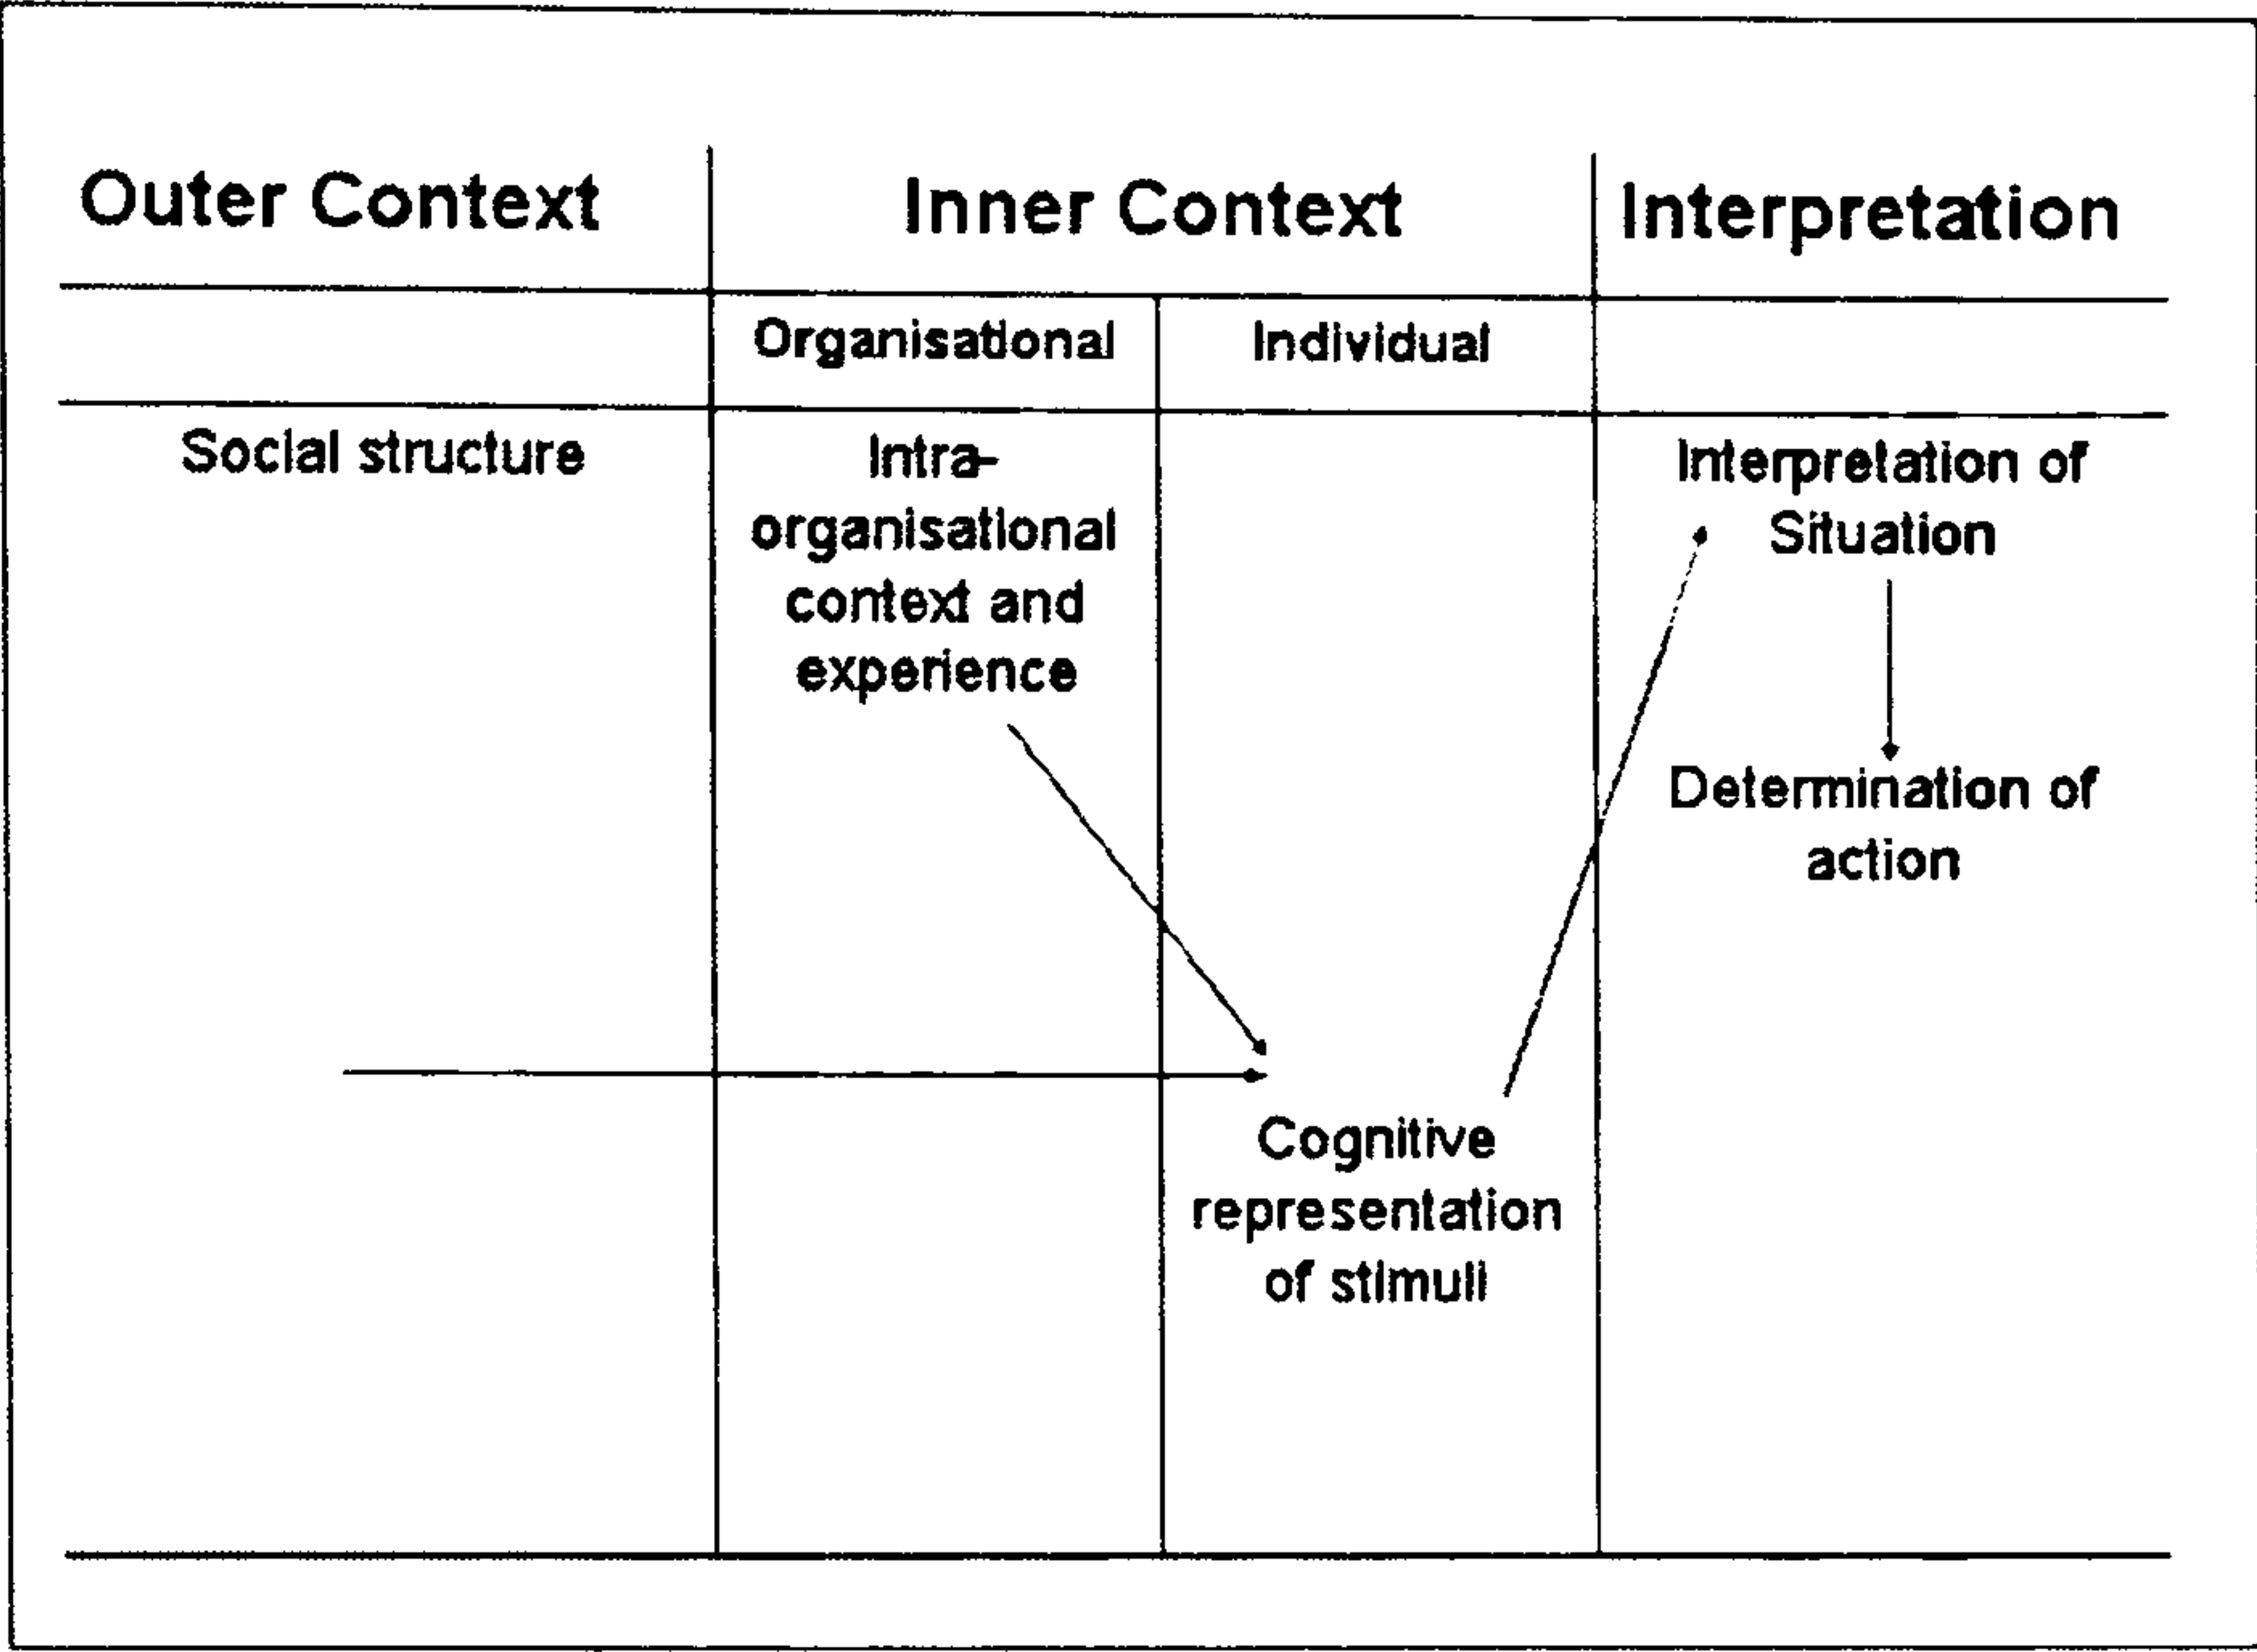 Outer Context
Inner Context
Interpretation
Organisational
Individual
Social structure
Intra-
organisational
context and
experience
Interpretation of
Situation
Determination of
action
Cognitive
representation
of stimuli